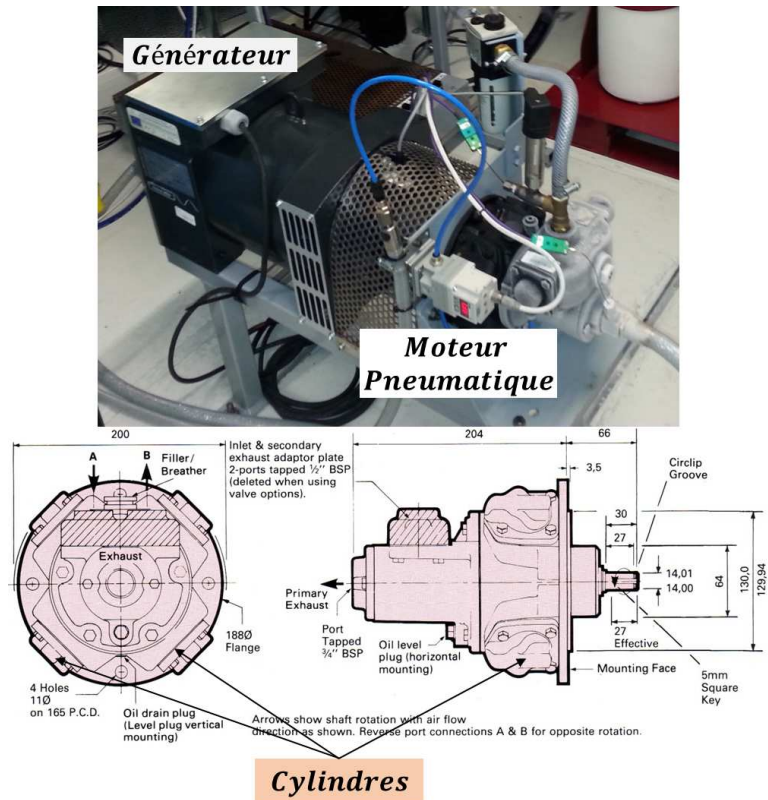 Générateur
Moteur
Pneumatique
200
A
B
Filler/
Breather
Inlet & secondary
exhaust adaptor plate
2-ports tapped ½" BSP
(deleted when using
valve options).
Exhaust
188Ø
Flange
4 Holes
11Ø
on 165 P.C.D.
Oil drain plug
(Level plug vertical
mounting)
204
66
3,5
Circlip
Groove
30
27
14,01
14,00
64
130,0
129,94
Primary
Exhaust
Port
Tapped
¾" BSP
Oil level
plug (horizontal
mounting)
27
Effective
Mounting Face
5mm
Square
Key
Arrows show shaft rotation with air flow
direction as shown. Reverse port connections A & B for opposite rotation.
Cylindres